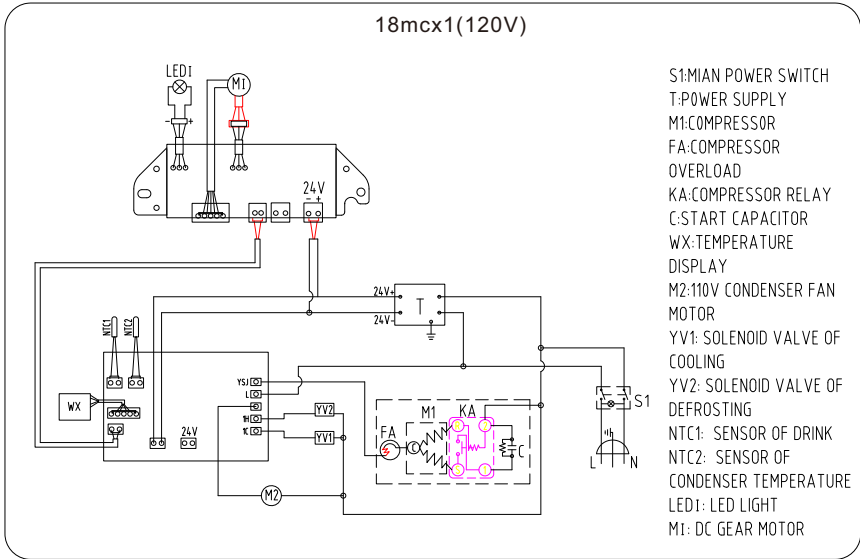 18mcx1(120V)
LEDI
MI
- +
24V
- +
24V+
24V-
T
NTC1
NTC2
WX
24V
YSJ
L
1H
1C
YV2
YV1
M2
FA
M1
KA
C
C
S1
L
N
S1:MIAN POWER SWITCH
T:POWER SUPPLY
M1:COMPRESSOR
FA:COMPRESSOR
OVERLOAD
KA:COMPRESSOR RELAY
C:START CAPACITOR
WX:TEMPERATURE
DISPLAY
M2:110V CONDENSER FAN
MOTOR
YV1: SOLENOID VALVE OF
COOLING
YV2: SOLENOID VALVE OF
DEFROSTING
NTC1: SENSOR OF DRINK
NTC2: SENSOR OF
CONDENSER TEMPERATURE
LEDI: LED LIGHT
MI: DC GEAR MOTOR